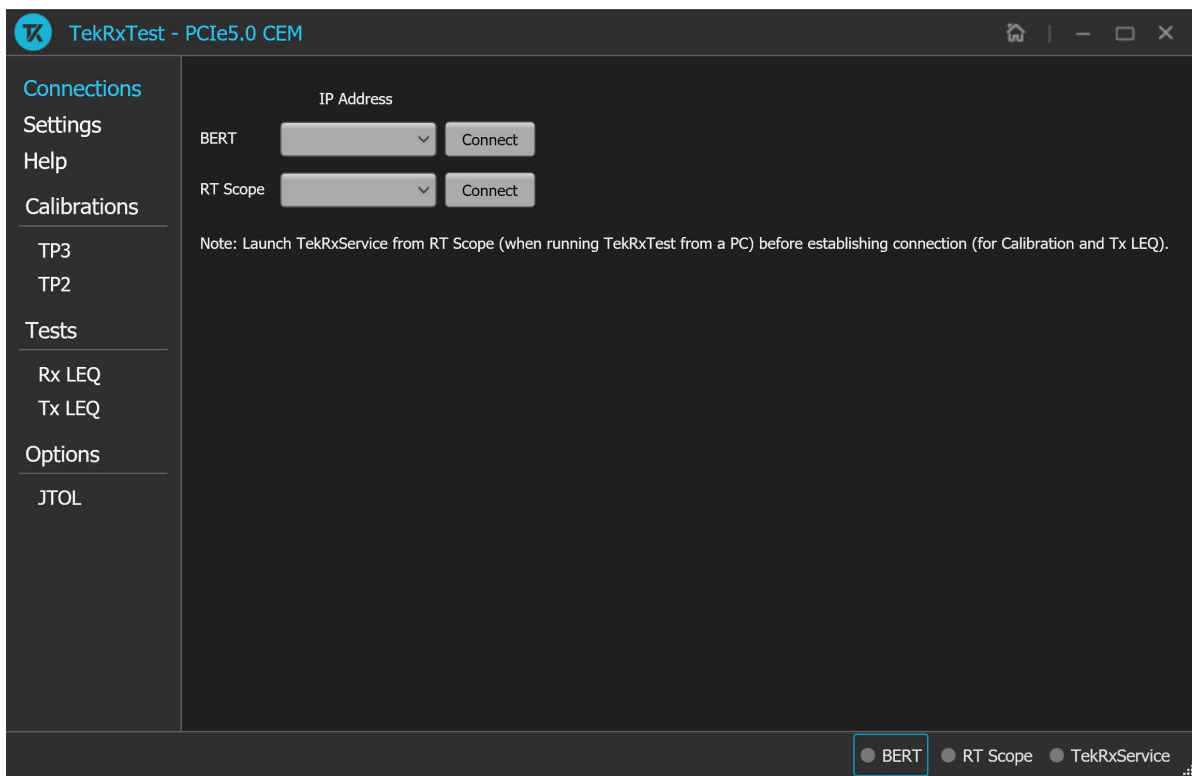 TK TekRxTest - PCIe5.0 CEM
Connections
Settings
Help
Calibrations
TP3
TP2
Tests
Rx LEQ
Tx LEQ
Options
JTOL
IP Address
BERT Connect
RT Scope Connect
Note: Launch TekRxService from RT Scope (when running TekRxTest from a PC) before establishing connection (for Calibration and Tx LEQ).
BERT RT Scope TekRxService